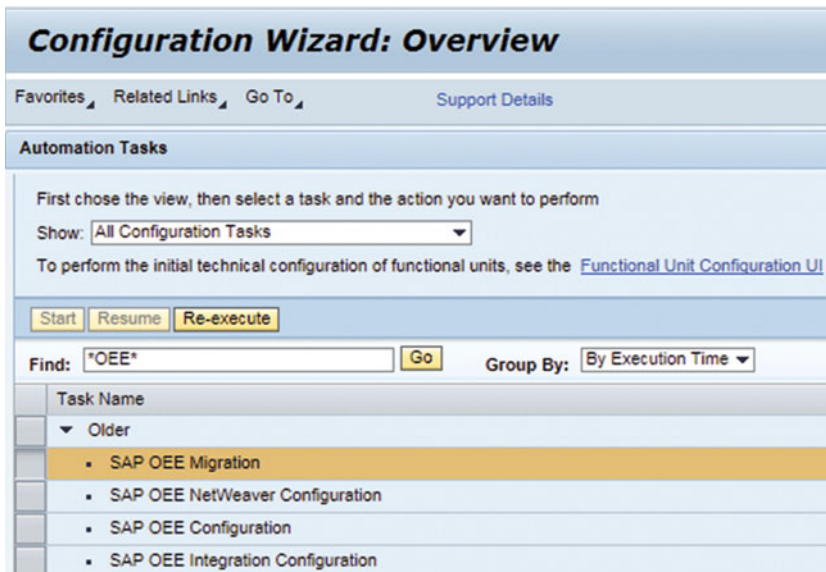 Configuration Wizard: Overview
Favorites Related Links Go To Support Details
Automation Tasks
First chose the view, then select a task and the action you want to perform
Show: All Configuration Tasks
To perform the initial technical configuration of functional units, see the Functional Unit Configuration UI
Start Resume Re-execute
Find: *OEE* Go Group By: By Execution Time
Task Name
Older
SAP OEE Migration
SAP OEE NetWeaver Configuration
SAP OEE Configuration
SAP OEE Integration Configuration